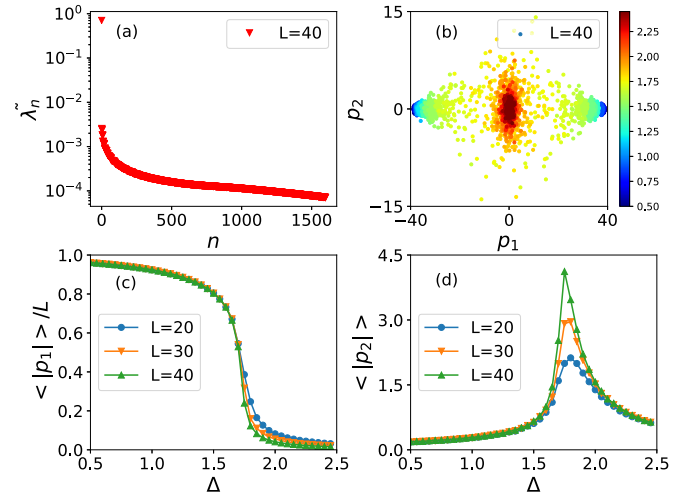 10⁰
10⁻¹
10⁻²
10⁻³
10⁻⁴
λ̃ₙ
(a)
L=40
0 500 1000 1500
n
15
0
−15
p₂
(b)
L=40
−40 0 40
p₁
2.25
2.00
1.75
1.50
1.25
1.00
0.75
0.50
1.0
0.8
0.6
0.4
0.2
0.0
< |p₁| > /L
(c)
L=20
L=30
L=40
0.5 1.0 1.5 2.0 2.5
Δ
4.5
3.0
1.5
0.0
< |p₂| >
(d)
L=20
L=30
L=40
0.5 1.0 1.5 2.0 2.5
Δ